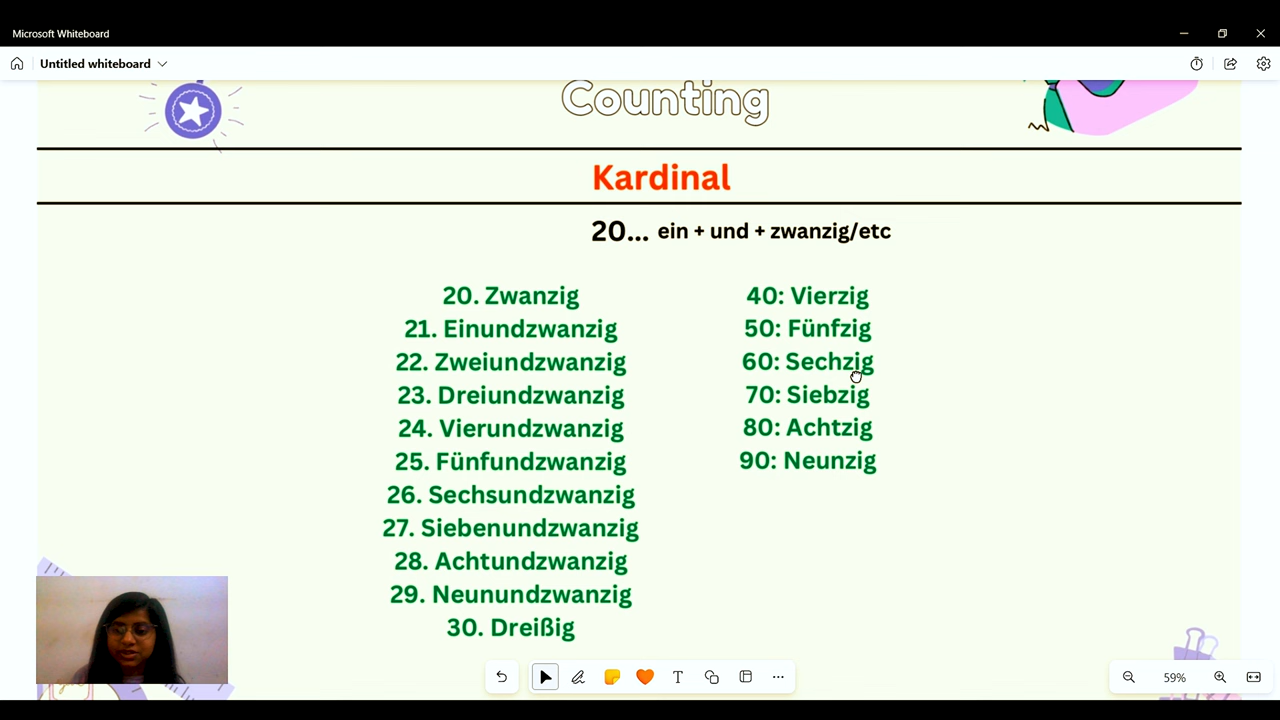 Microsoft Whiteboard
Untitled whiteboard
Counting
Kardinal
20... ein + und + zwanzig/etc
20. Zwanzig
21. Einundzwanzig
22. Zweiundzwanzig
23. Dreiundzwanzig
24. Vierundzwanzig
25. Fünfundzwanzig
26. Sechsundzwanzig
27. Siebenundzwanzig
28. Achtundzwanzig
29. Neunundzwanzig
30. Dreißig
40: Vierzig
50: Fünfzig
60: Sechzig
70: Siebzig
80: Achtzig
90: Neunzig
59%